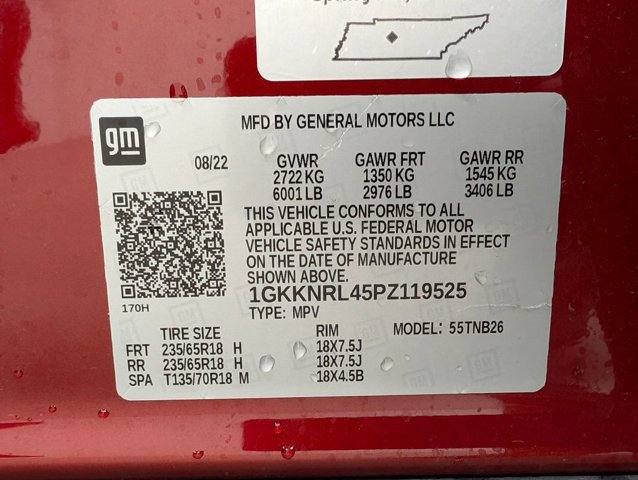 gm
MFD BY GENERAL MOTORS LLC
08/22 GVWR GAWR FRT GAWR RR
2722 KG 1350 KG 1545 KG
6001 LB 2976 LB 3406 LB
THIS VEHICLE CONFORMS TO ALL
APPLICABLE U.S. FEDERAL MOTOR
VEHICLE SAFETY STANDARDS IN EFFECT
ON THE DATE OF MANUFACTURE
SHOWN ABOVE.
170H
1GKKNRL45PZ119525
TYPE: MPV MODEL: 55TNB26
TIRE SIZE RIM
FRT 235/65R18 H 18X7.5J
RR 235/65R18 H 18X7.5J
SPA T135/70R18 M 18X4.5B